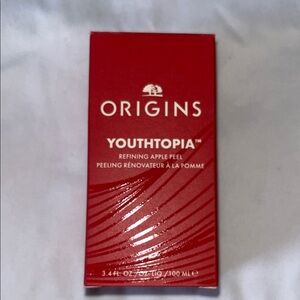 ORIGINS
YOUTHTOPIA™
REFINING APPLE PEEL
PEELING RÉNOVATEUR À LA POMME
3.4 FL. OZ. /OZ. LIQ /100 ML ℮